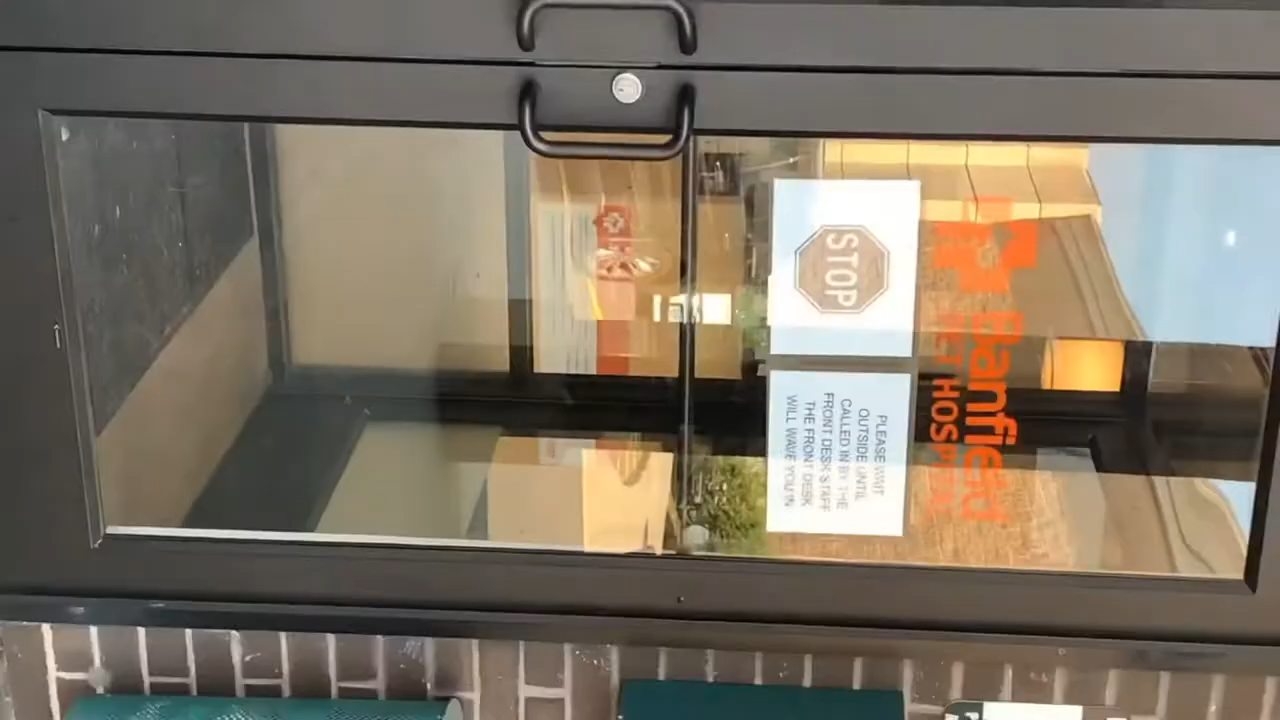 Banfield
PET HOSPITAL
STOP
PLEASE WAIT
OUTSIDE UNTIL
CALLED IN BY THE
FRONT DESK STAFF
THE FRONT DESK
WILL WAVE YOU IN